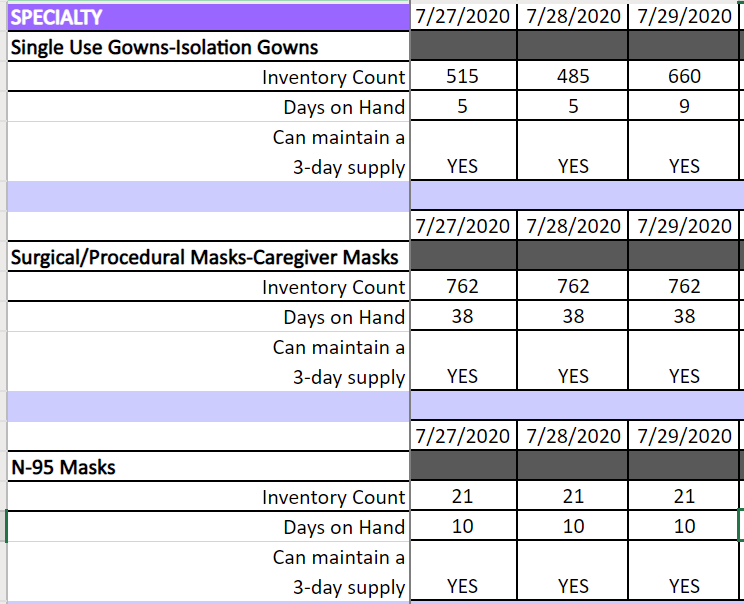 SPECIALTY 7/27/2020 7/28/2020 7/29/2020
Single Use Gowns-Isolation Gowns
Inventory Count 515 485 660
Days on Hand 5 5 9
Can maintain a
3-day supply YES YES YES
7/27/2020 7/28/2020 7/29/2020
Surgical/Procedural Masks-Caregiver Masks
Inventory Count 762 762 762
Days on Hand 38 38 38
Can maintain a
3-day supply YES YES YES
7/27/2020 7/28/2020 7/29/2020
N-95 Masks
Inventory Count 21 21 21
Days on Hand 10 10 10
Can maintain a
3-day supply YES YES YES